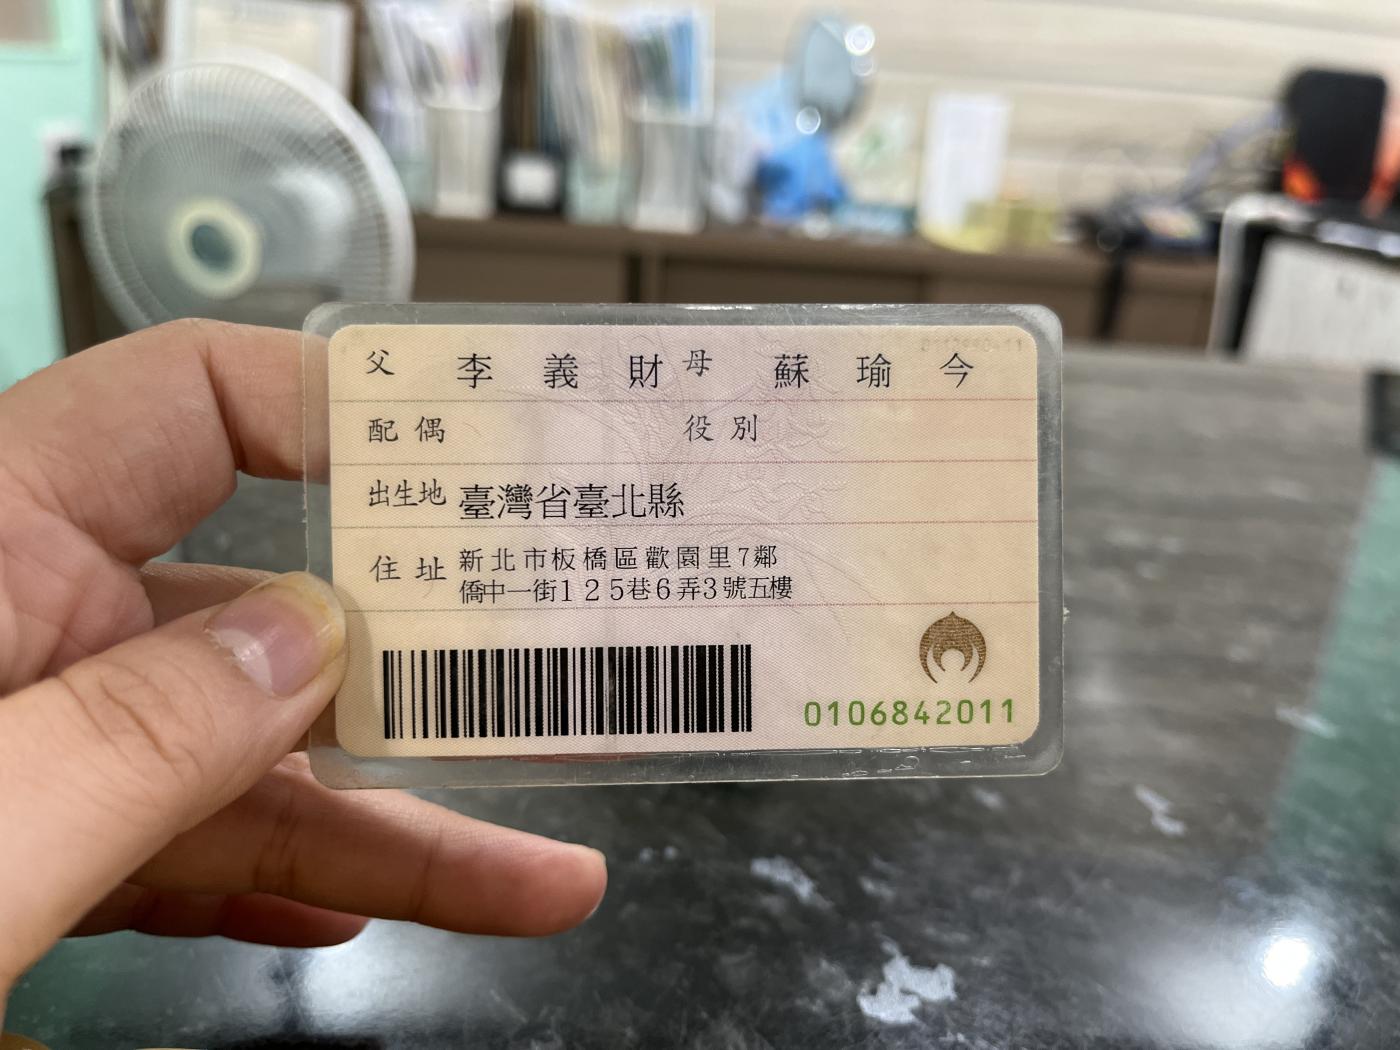 父 李義財 母 蘇瑜今
配偶 役別
出生地 臺灣省臺北縣
住址 新北市板橋區歡園里7鄰
僑中一街125巷6弄3號五樓
0106842011